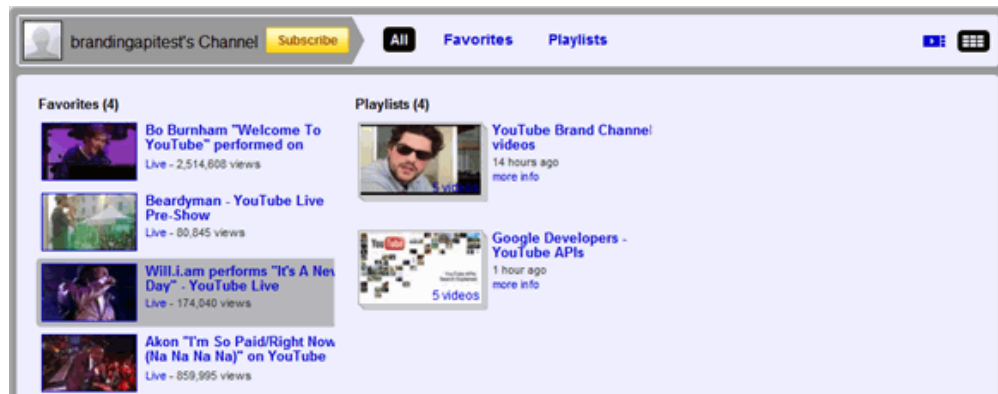 brandingapitest's Channel Subscribe All Favorites Playlists
Favorites (4)
Bo Burnham "Welcome To
YouTube" performed on
Live - 2,514,608 views
Beardyman - YouTube Live
Pre-Show
Live - 80,845 views
Will.i.am performs "It's A New
Day" - YouTube Live
Live - 174,040 views
Akon "I'm So Paid/Right Now
(Na Na Na Na)" on YouTube
Live - 859,995 views
Playlists (4)
YouTube Brand Channel
videos
14 hours ago
more info
5 videos
Google Developers -
YouTube APIs
1 hour ago
more info
YouTube
5 videos